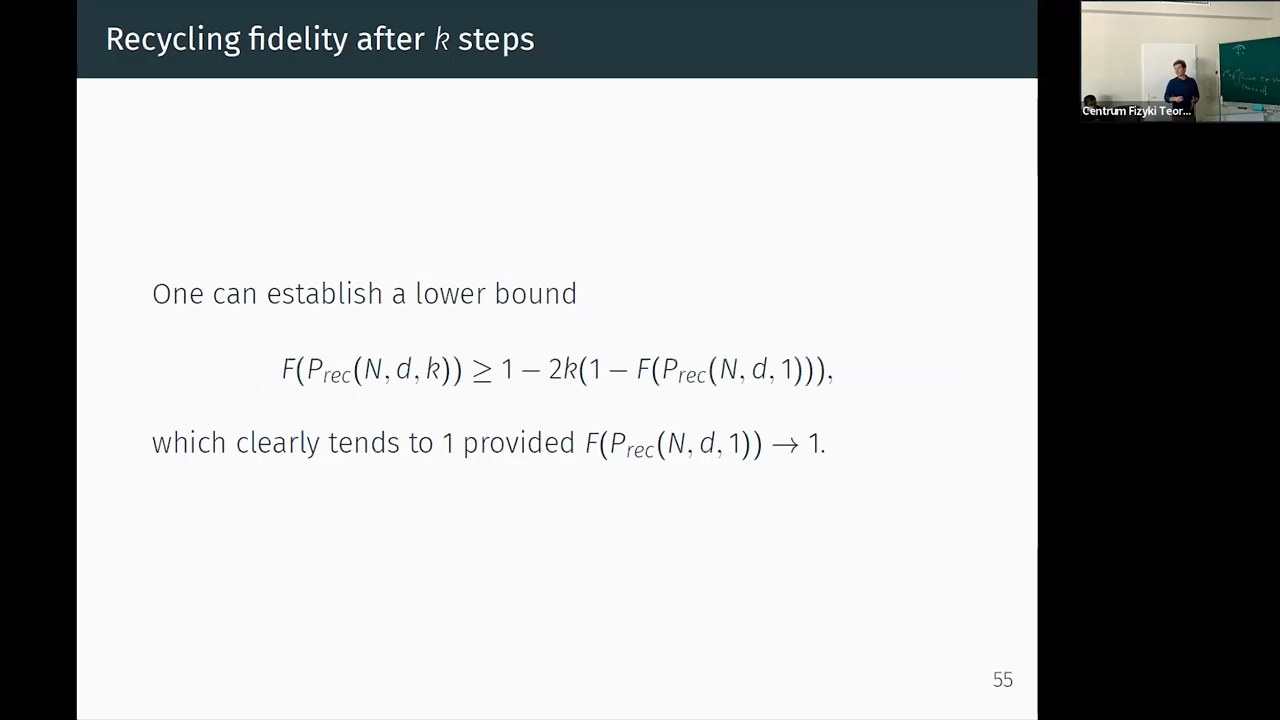 Recycling fidelity after k steps
Centrum Fizyki Teor...
One can establish a lower bound
F(P_rec(N, d, k)) ≥ 1 − 2k(1 − F(P_rec(N, d, 1))),
which clearly tends to 1 provided F(P_rec(N, d, 1)) → 1.
55